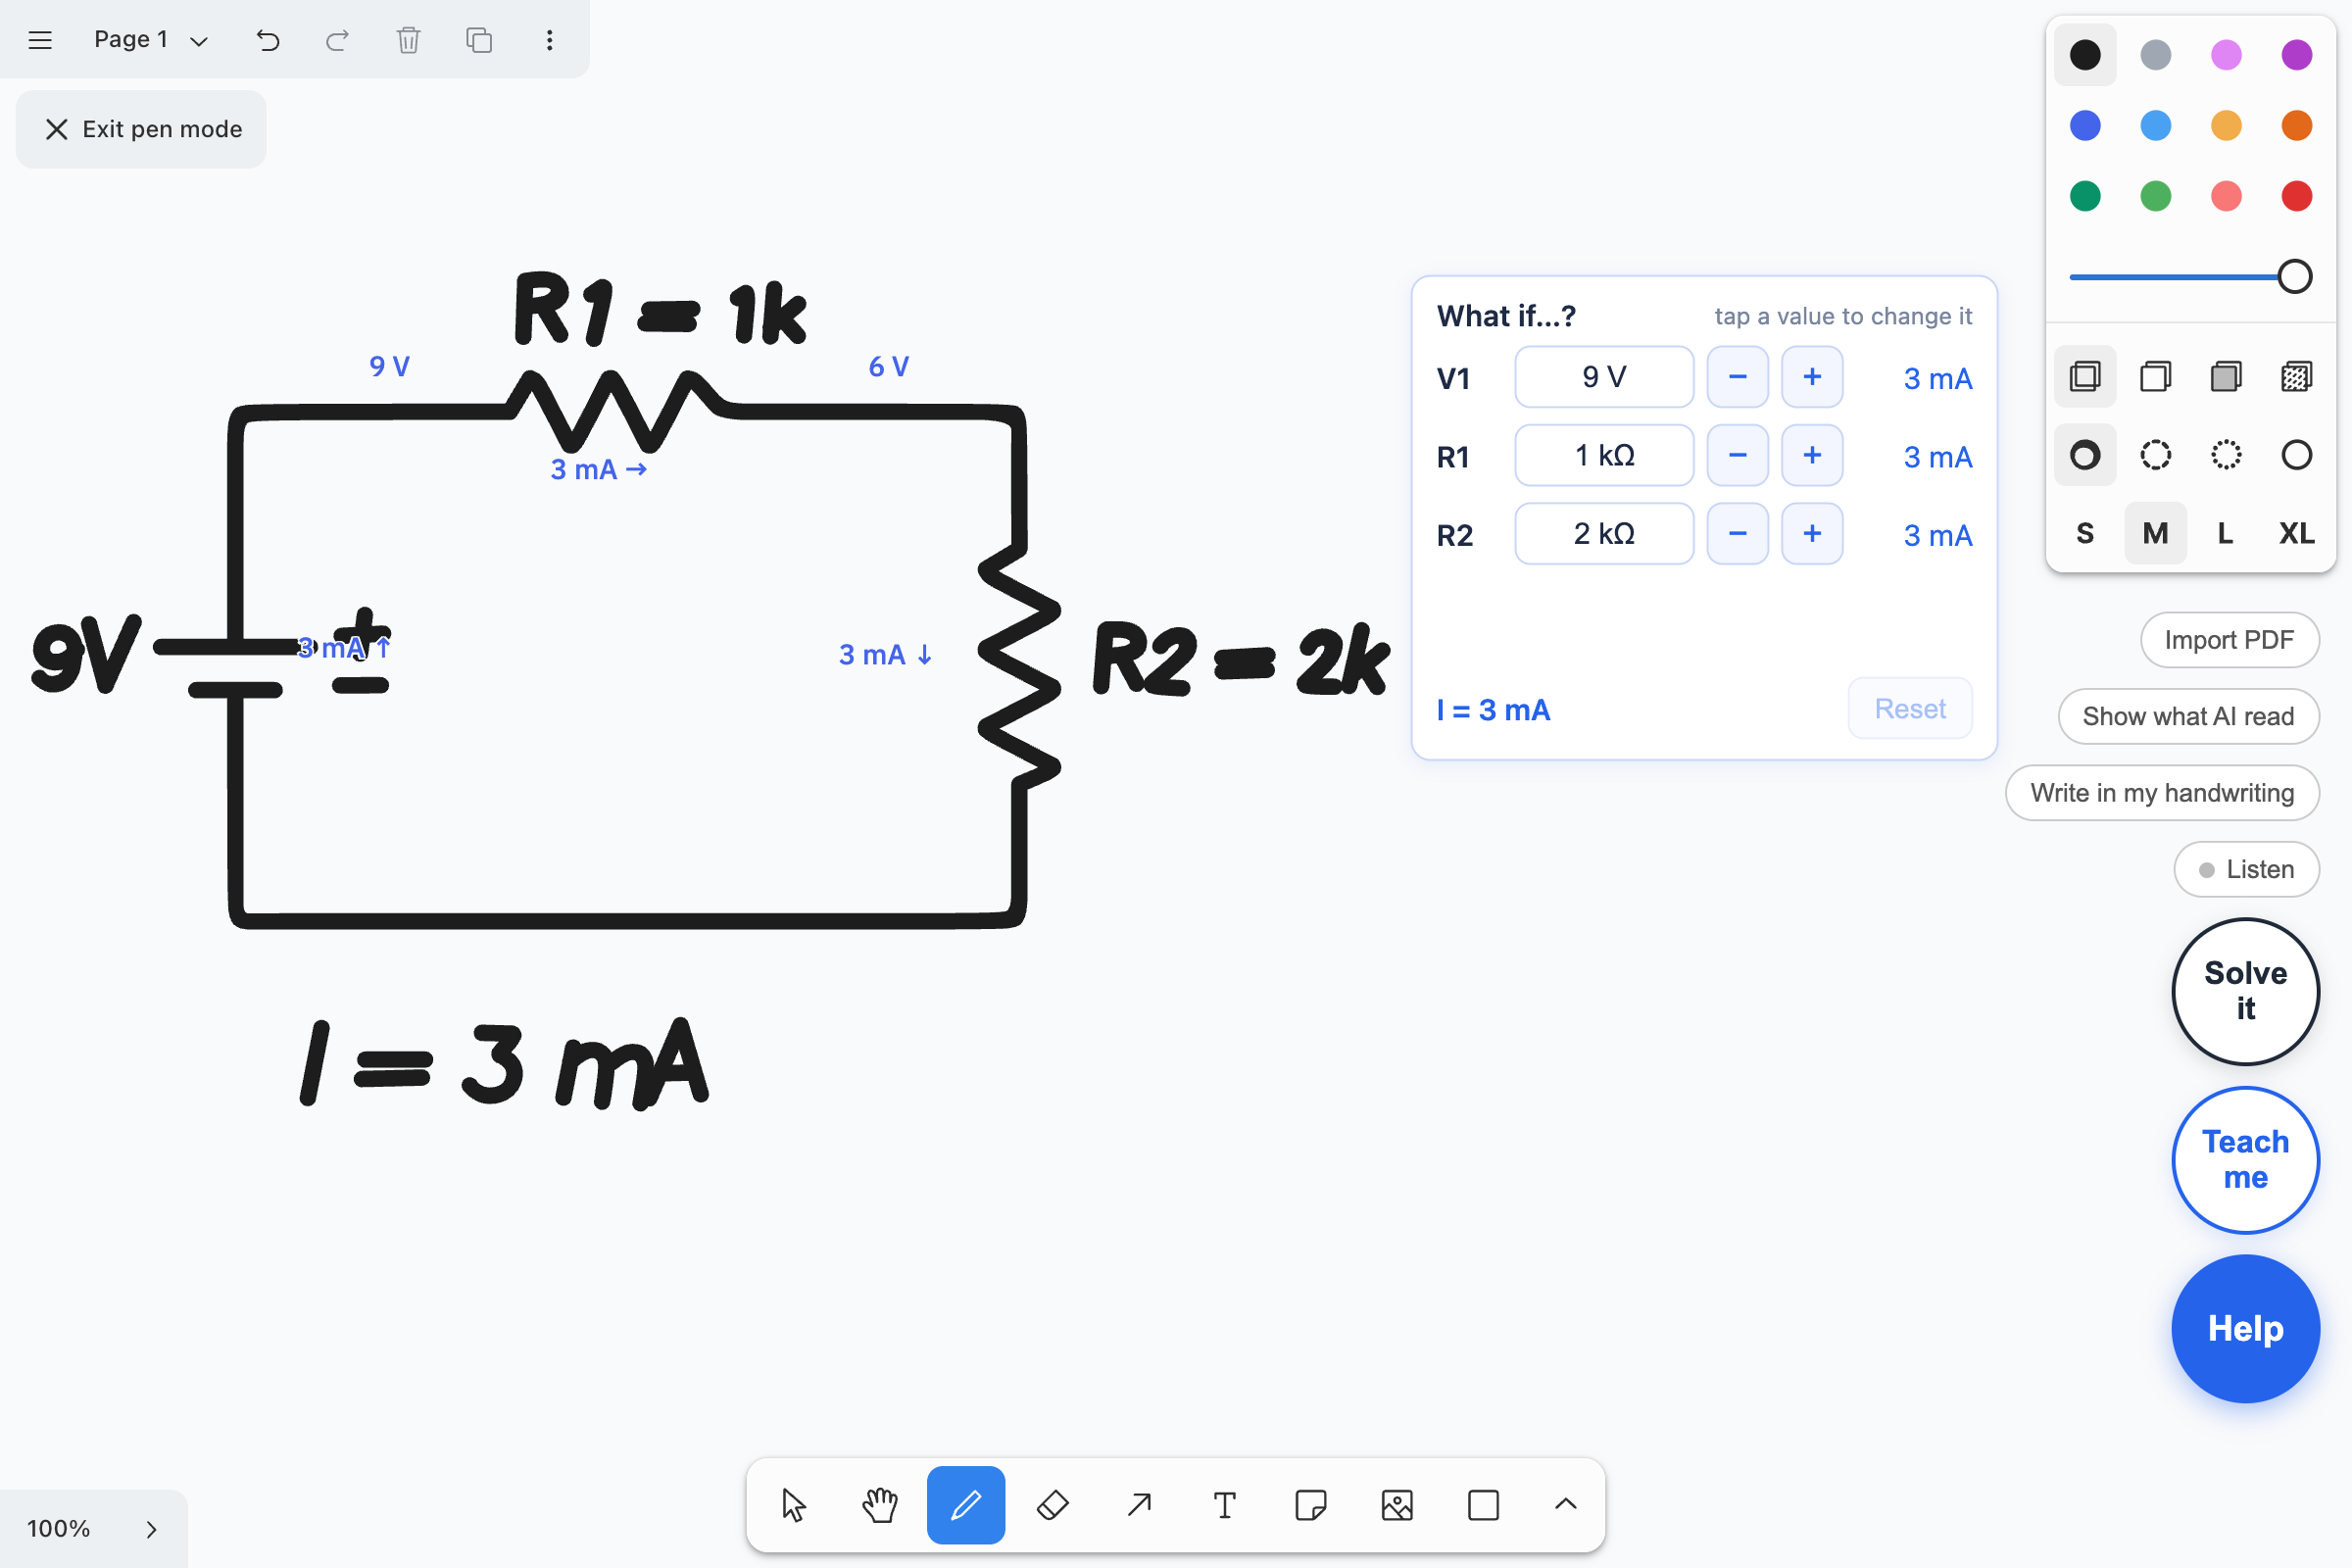 Page 1
Exit pen mode
R1 = 1k
9 V
6 V
3 mA →
9V
3 mA ↑
+
−
3 mA ↓
R2 = 2k
I = 3 mA
What if...?
tap a value to change it
V1 9 V − + 3 mA
R1 1 kΩ − + 3 mA
R2 2 kΩ − + 3 mA
I = 3 mA
Reset
S M L XL
Import PDF
Show what AI read
Write in my handwriting
Listen
Solve
it
Teach
me
Help
100%
T